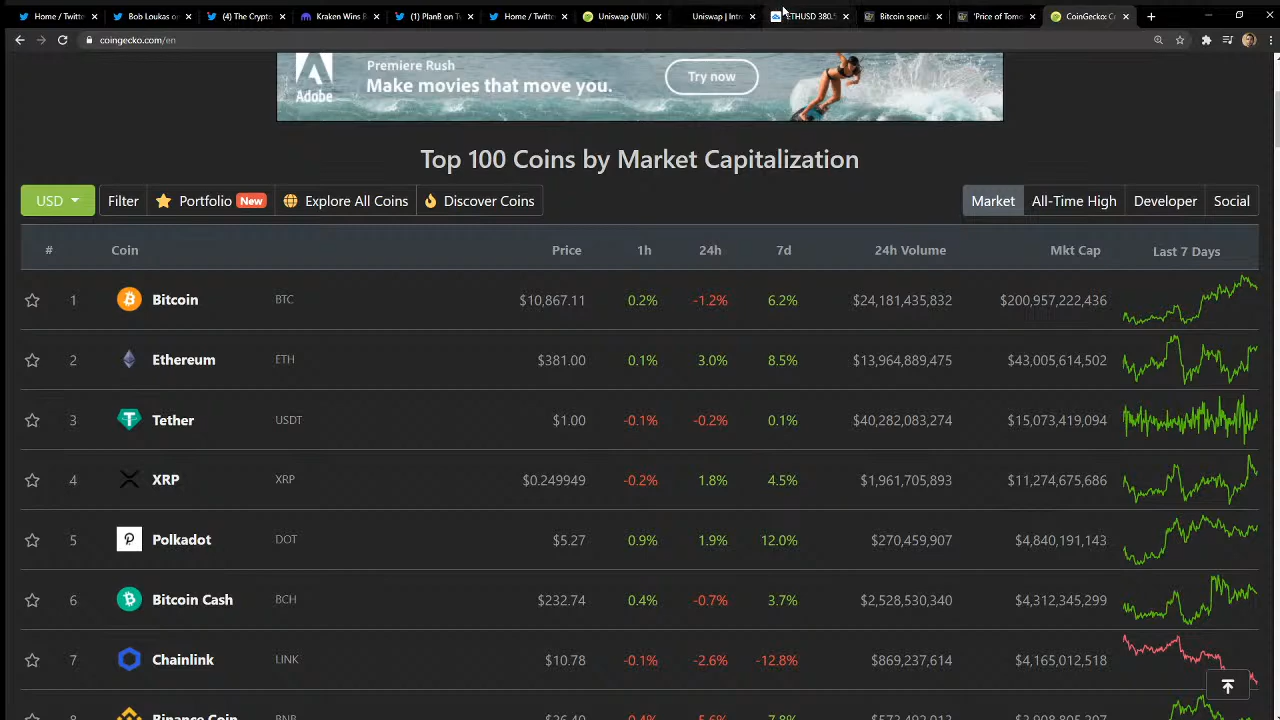 Home / Twitte
Bob Loukas on
(4) The Crypto
Kraken Wins B
(1) PlanB on Tw
Home / Twitte
Uniswap (UNI)
Uniswap | Intro
ETHUSD 380.5
Bitcoin specul
'Price of Tomo
CoinGecko: Cr
coingecko.com/en
Adobe
Premiere Rush
Make movies that move you.
Try now
Top 100 Coins by Market Capitalization
USD Filter Portfolio New Explore All Coins Discover Coins Market All-Time High Developer Social
# Coin Price 1h 24h 7d 24h Volume Mkt Cap Last 7 Days
1 Bitcoin BTC $10,867.11 0.2% -1.2% 6.2% $24,181,435,832 $200,957,222,436
2 Ethereum ETH $381.00 0.1% 3.0% 8.5% $13,964,889,475 $43,005,614,502
3 Tether USDT $1.00 -0.1% -0.2% 0.1% $40,282,083,274 $15,073,419,094
4 XRP XRP $0.249949 -0.2% 1.8% 4.5% $1,961,705,893 $11,274,675,686
5 Polkadot DOT $5.27 0.9% 1.9% 12.0% $270,459,907 $4,840,191,143
6 Bitcoin Cash BCH $232.74 0.4% -0.7% 3.7% $2,528,530,340 $4,312,345,299
7 Chainlink LINK $10.78 -0.1% -2.6% -12.8% $869,237,614 $4,165,012,518
Binance Coin BNB